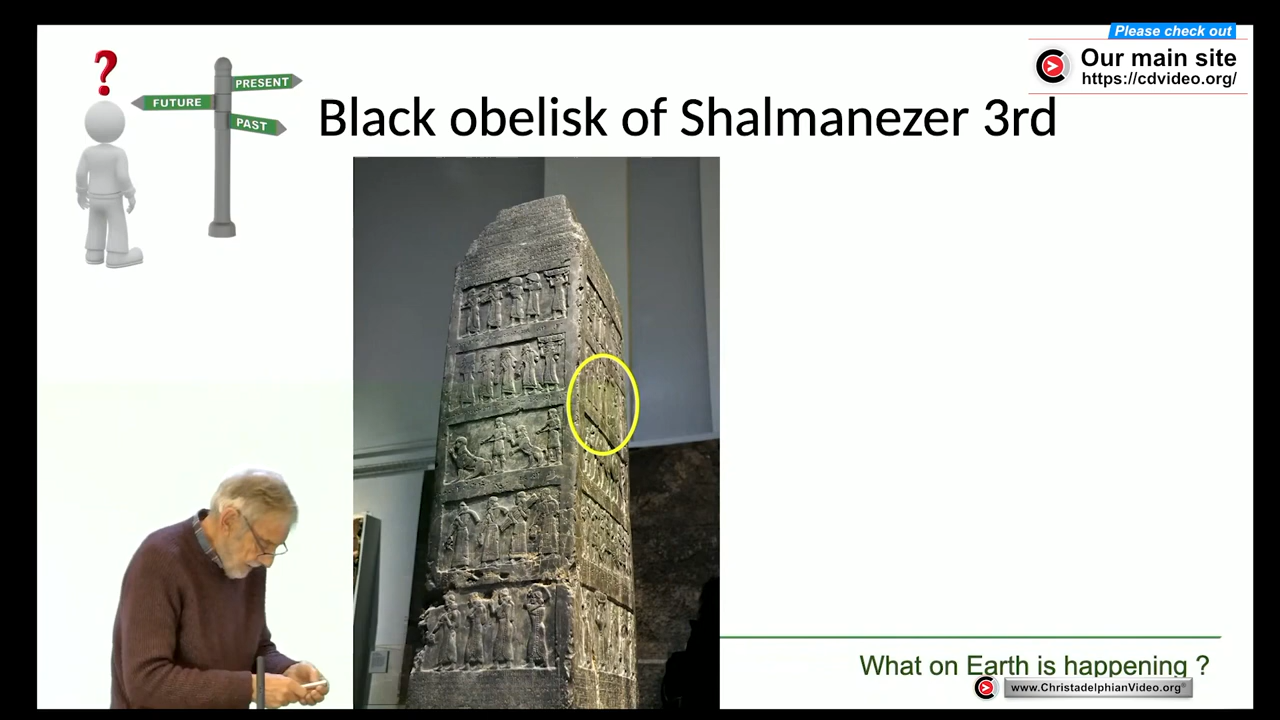 Please check out
Our main site
https://cdvideo.org/
?
PRESENT
FUTURE
PAST
Black obelisk of Shalmanezer 3rd
What on Earth is happening ?
www.ChristadelphianVideo.org